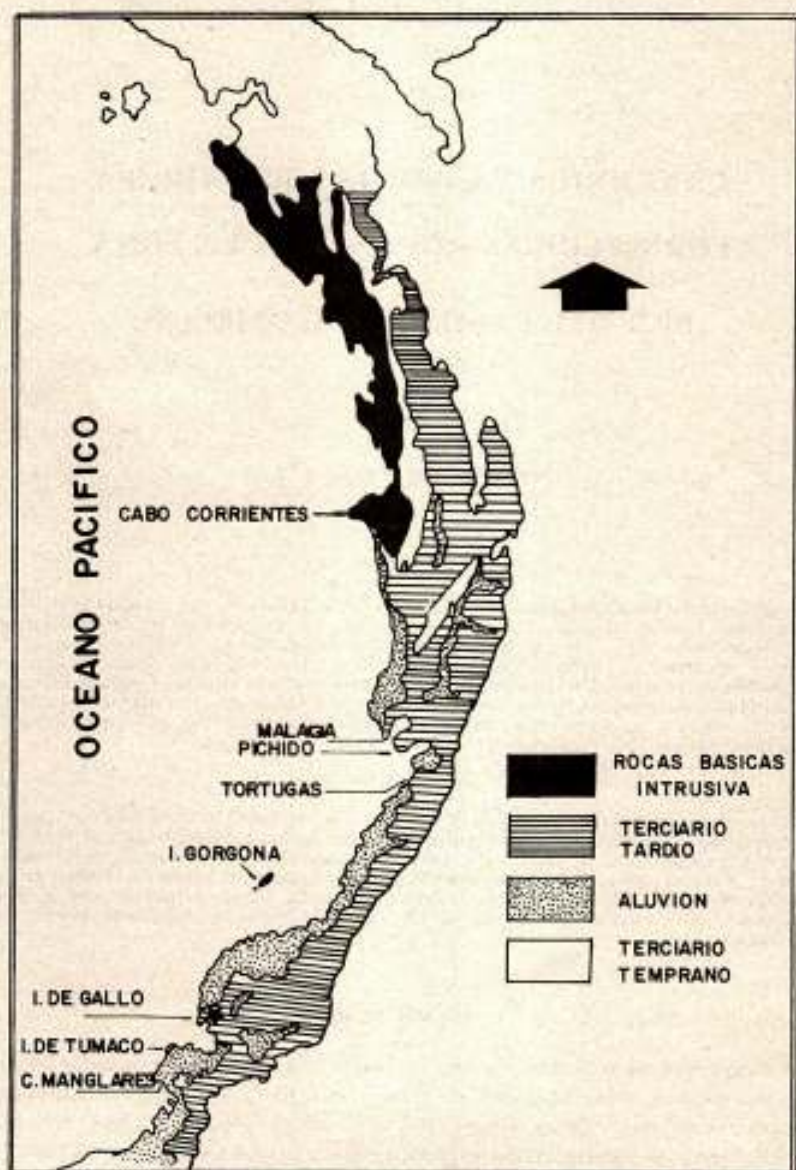 OCEANO PACIFICO
CABO CORRIENTES
MALAGA
PICHIDO
TORTUGAS
I. GORGONA
I. DE GALLO
I. DE TUMACO
C. MANGLARES
ROCAS BASICAS
INTRUSIVA
TERCIARIO
TARDIO
ALUVION
TERCIARIO
TEMPRANO